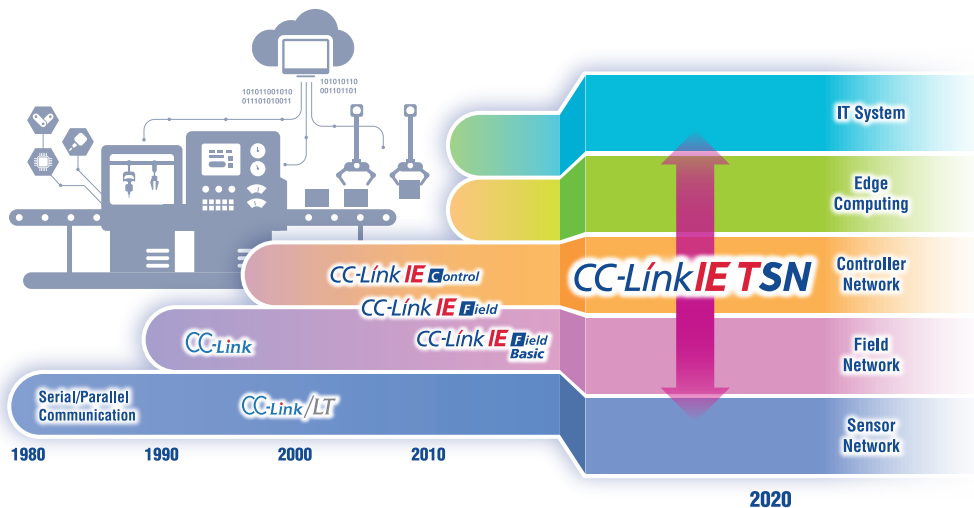 101011001010
011101010011
101010110
001101101
IT System
Edge
Computing
CC-Link IE Control
CC-Link IE TSN
Controller
Network
CC-Link IE Field
CC-Link
CC-Link IE Field
Basic
Field
Network
Serial/Parallel
Communication
CC-Link/LT
Sensor
Network
1980
1990
2000
2010
2020